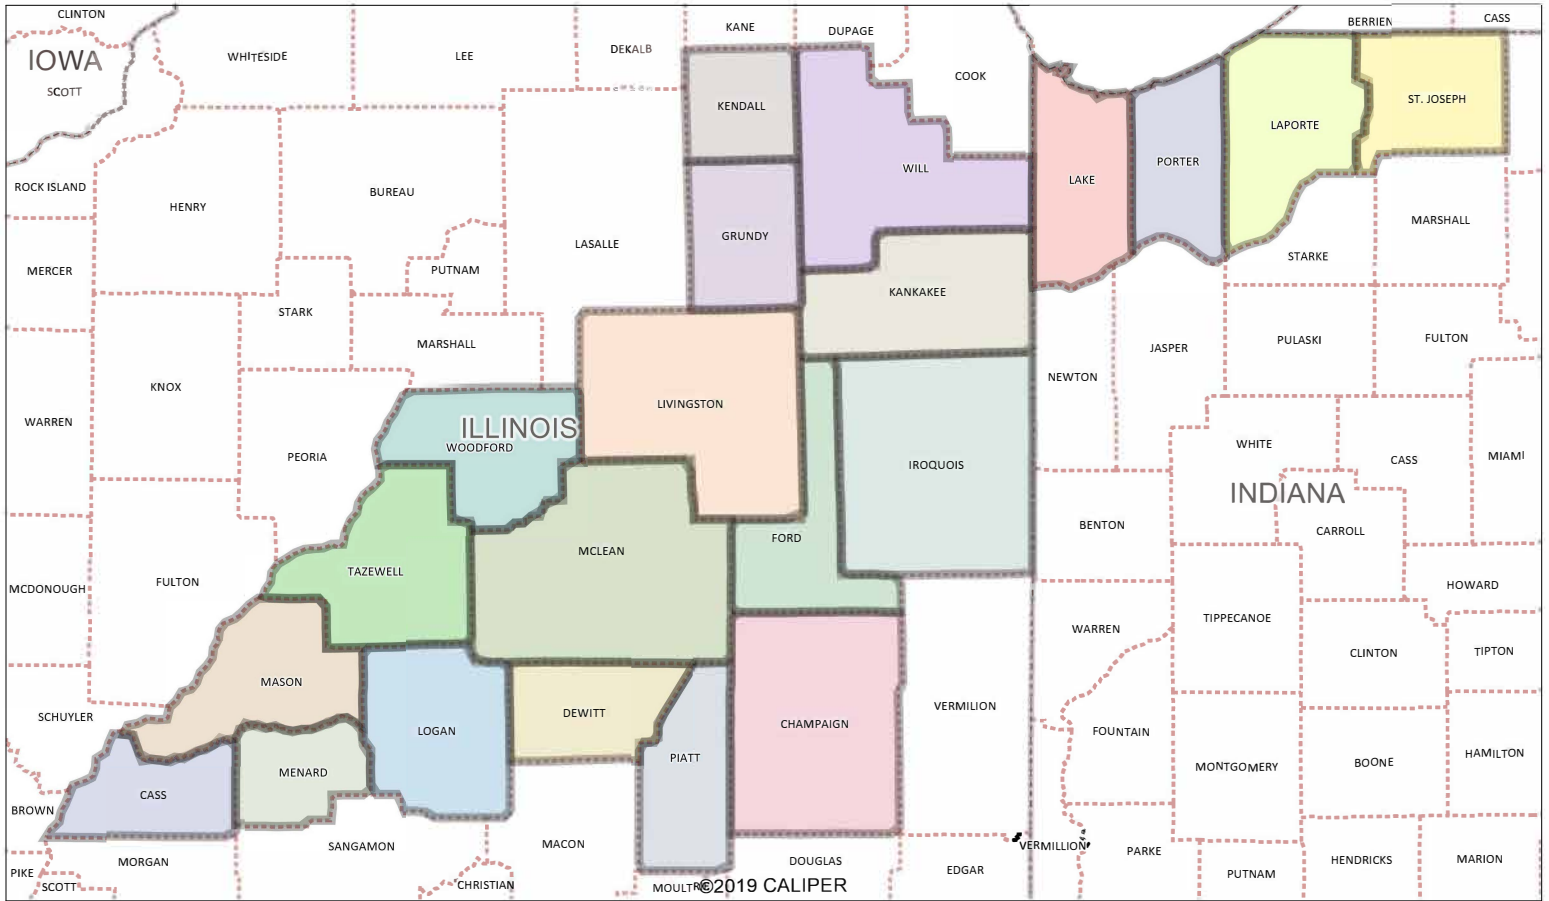 CLINTON
KANE
DUPAGE
BERRIEN
CASS
IOWA
WHITESIDE
LEE
DEKALB
COOK
SCOTT
KENDALL
ST. JOSEPH
LAPORTE
PORTER
WILL
LAKE
ROCK ISLAND
HENRY
BUREAU
MARSHALL
GRUNDY
LASALLE
STARKE
MERCER
PUTNAM
KANKAKEE
STARK
MARSHALL
JASPER
PULASKI
FULTON
NEWTON
KNOX
LIVINGSTON
WARREN
ILLINOIS
WOODFORD
WHITE
CASS
MIAMI
PEORIA
IROQUOIS
INDIANA
BENTON
CARROLL
FORD
MCLEAN
TAZEWELL
MCDONOUGH
FULTON
HOWARD
TIPPECANOE
WARREN
CLINTON
TIPTON
MASON
SCHUYLER
DEWITT
VERMILION
LOGAN
CHAMPAIGN
FOUNTAIN
PIATT
MENARD
MONTGOMERY
BOONE
HAMILTON
CASS
BROWN
SANGAMON
MACON
VERMILLION
PARKE
MORGAN
DOUGLAS
EDGAR
HENDRICKS
MARION
PIKE
SCOTT
CHRISTIAN
PUTNAM
©2019 CALIPER